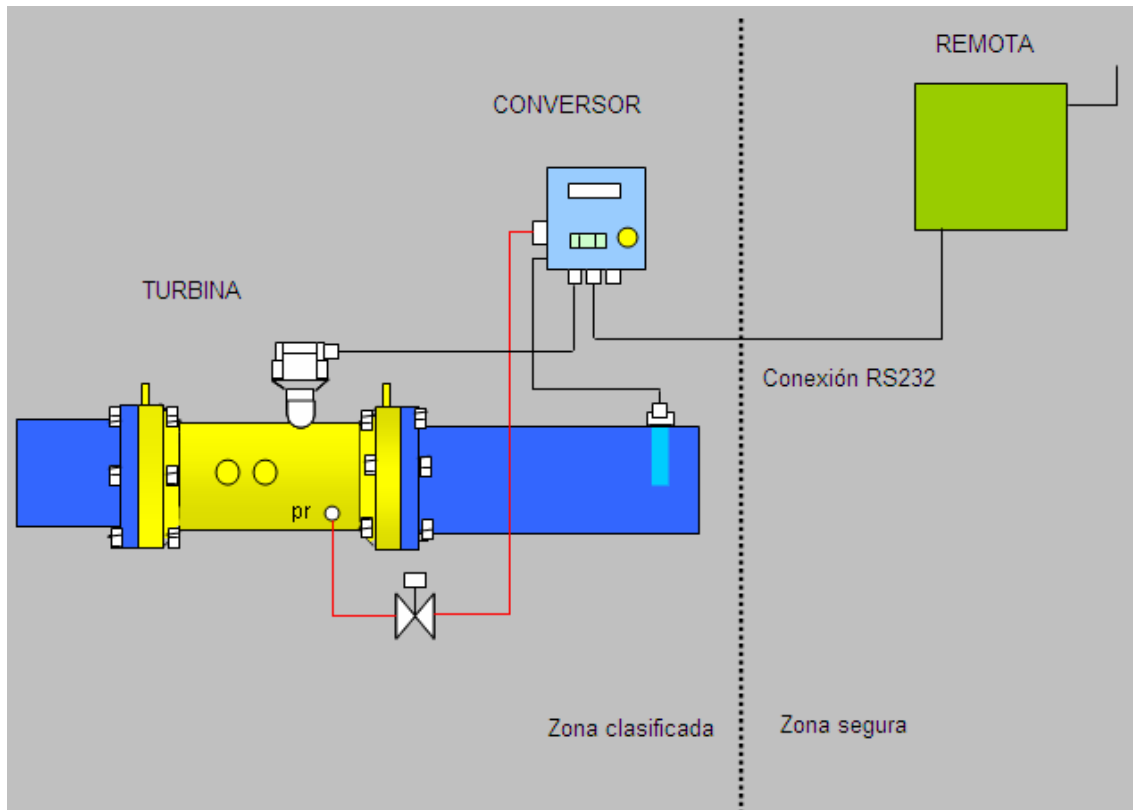 REMOTA
CONVERSOR
TURBINA
Conexión RS232
pr
Zona clasificada
Zona segura